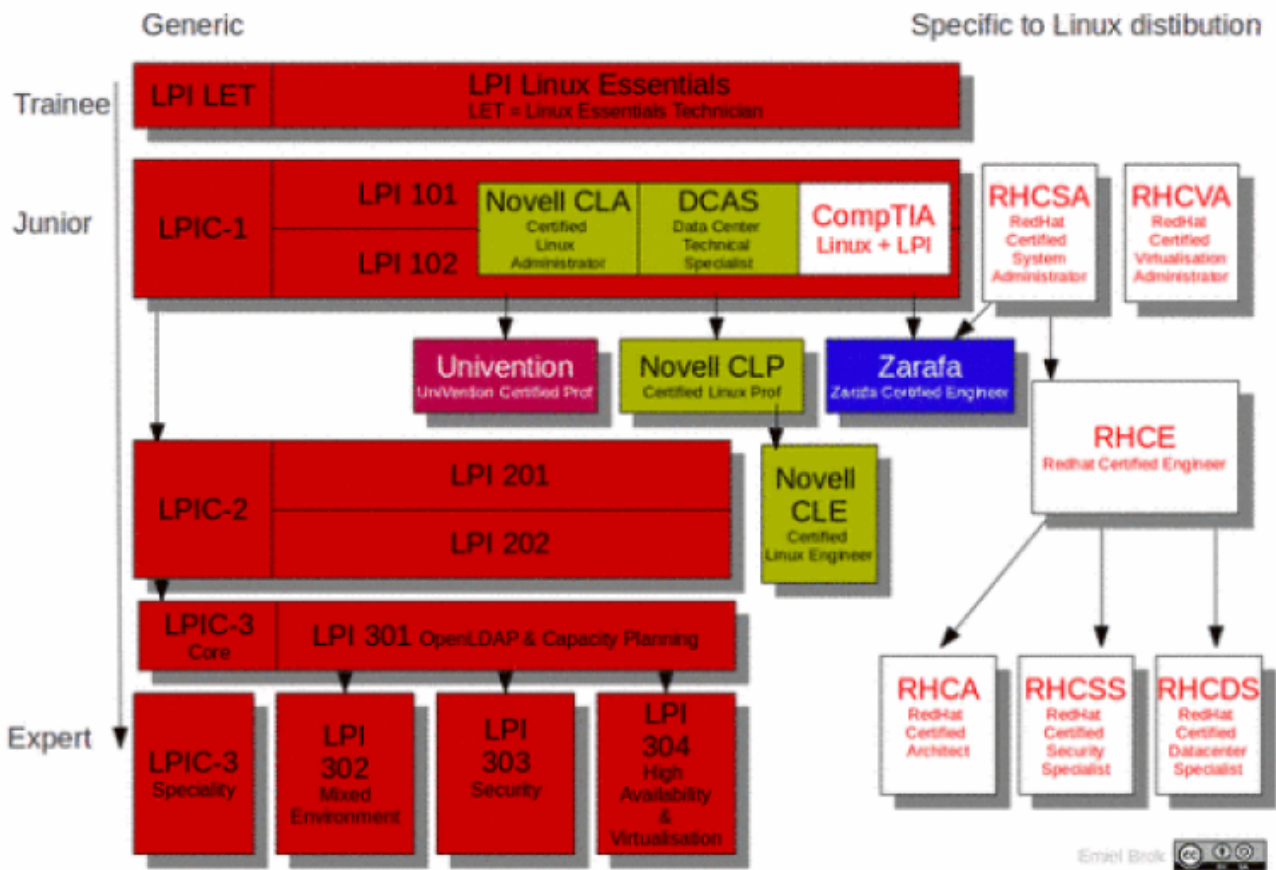 Generic
Specific to Linux distibution
Trainee
LPI LET
LPI Linux Essentials
LET = Linux Essentials Technician
Junior
LPIC-1
LPI 101
LPI 102
Novell CLA
Certified
Linux
Administrator
DCAS
Data Center
Technical
Specialist
CompTIA
Linux + LPI
RHCSA
RedHat
Certified
System
Administrator
RHCVA
RedHat
Certified
Virtualisation
Administrator
Univention
UniVention Certified Prof
Novell CLP
Certified Linux Prof
Zarafa
Zarafa Certified Engineer
RHCE
Redhat Certified Engineer
LPIC-2
LPI 201
LPI 202
Novell
CLE
Certified
Linux Engineer
LPIC-3
Core
LPI 301 OpenLDAP & Capacity Planning
Expert
LPIC-3
Speciality
LPI
302
Mixed
Environment
LPI
303
Security
LPI
304
High
Availability
&
Virtualisation
RHCA
RedHat
Certified
Architect
RHCSS
RedHat
Certified
Security
Specialist
RHCDS
RedHat
Certified
Datacenter
Specialist
Emiel Brok
cc